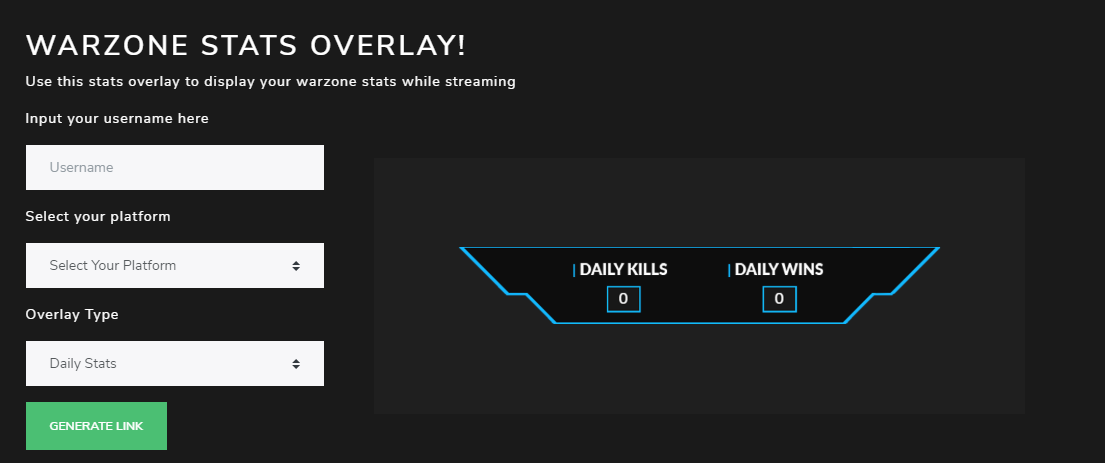 WARZONE STATS OVERLAY!
Use this stats overlay to display your warzone stats while streaming
Input your username here
Username
Select your platform
Select Your Platform
Overlay Type
Daily Stats
GENERATE LINK
| DAILY KILLS | DAILY WINS
0 0